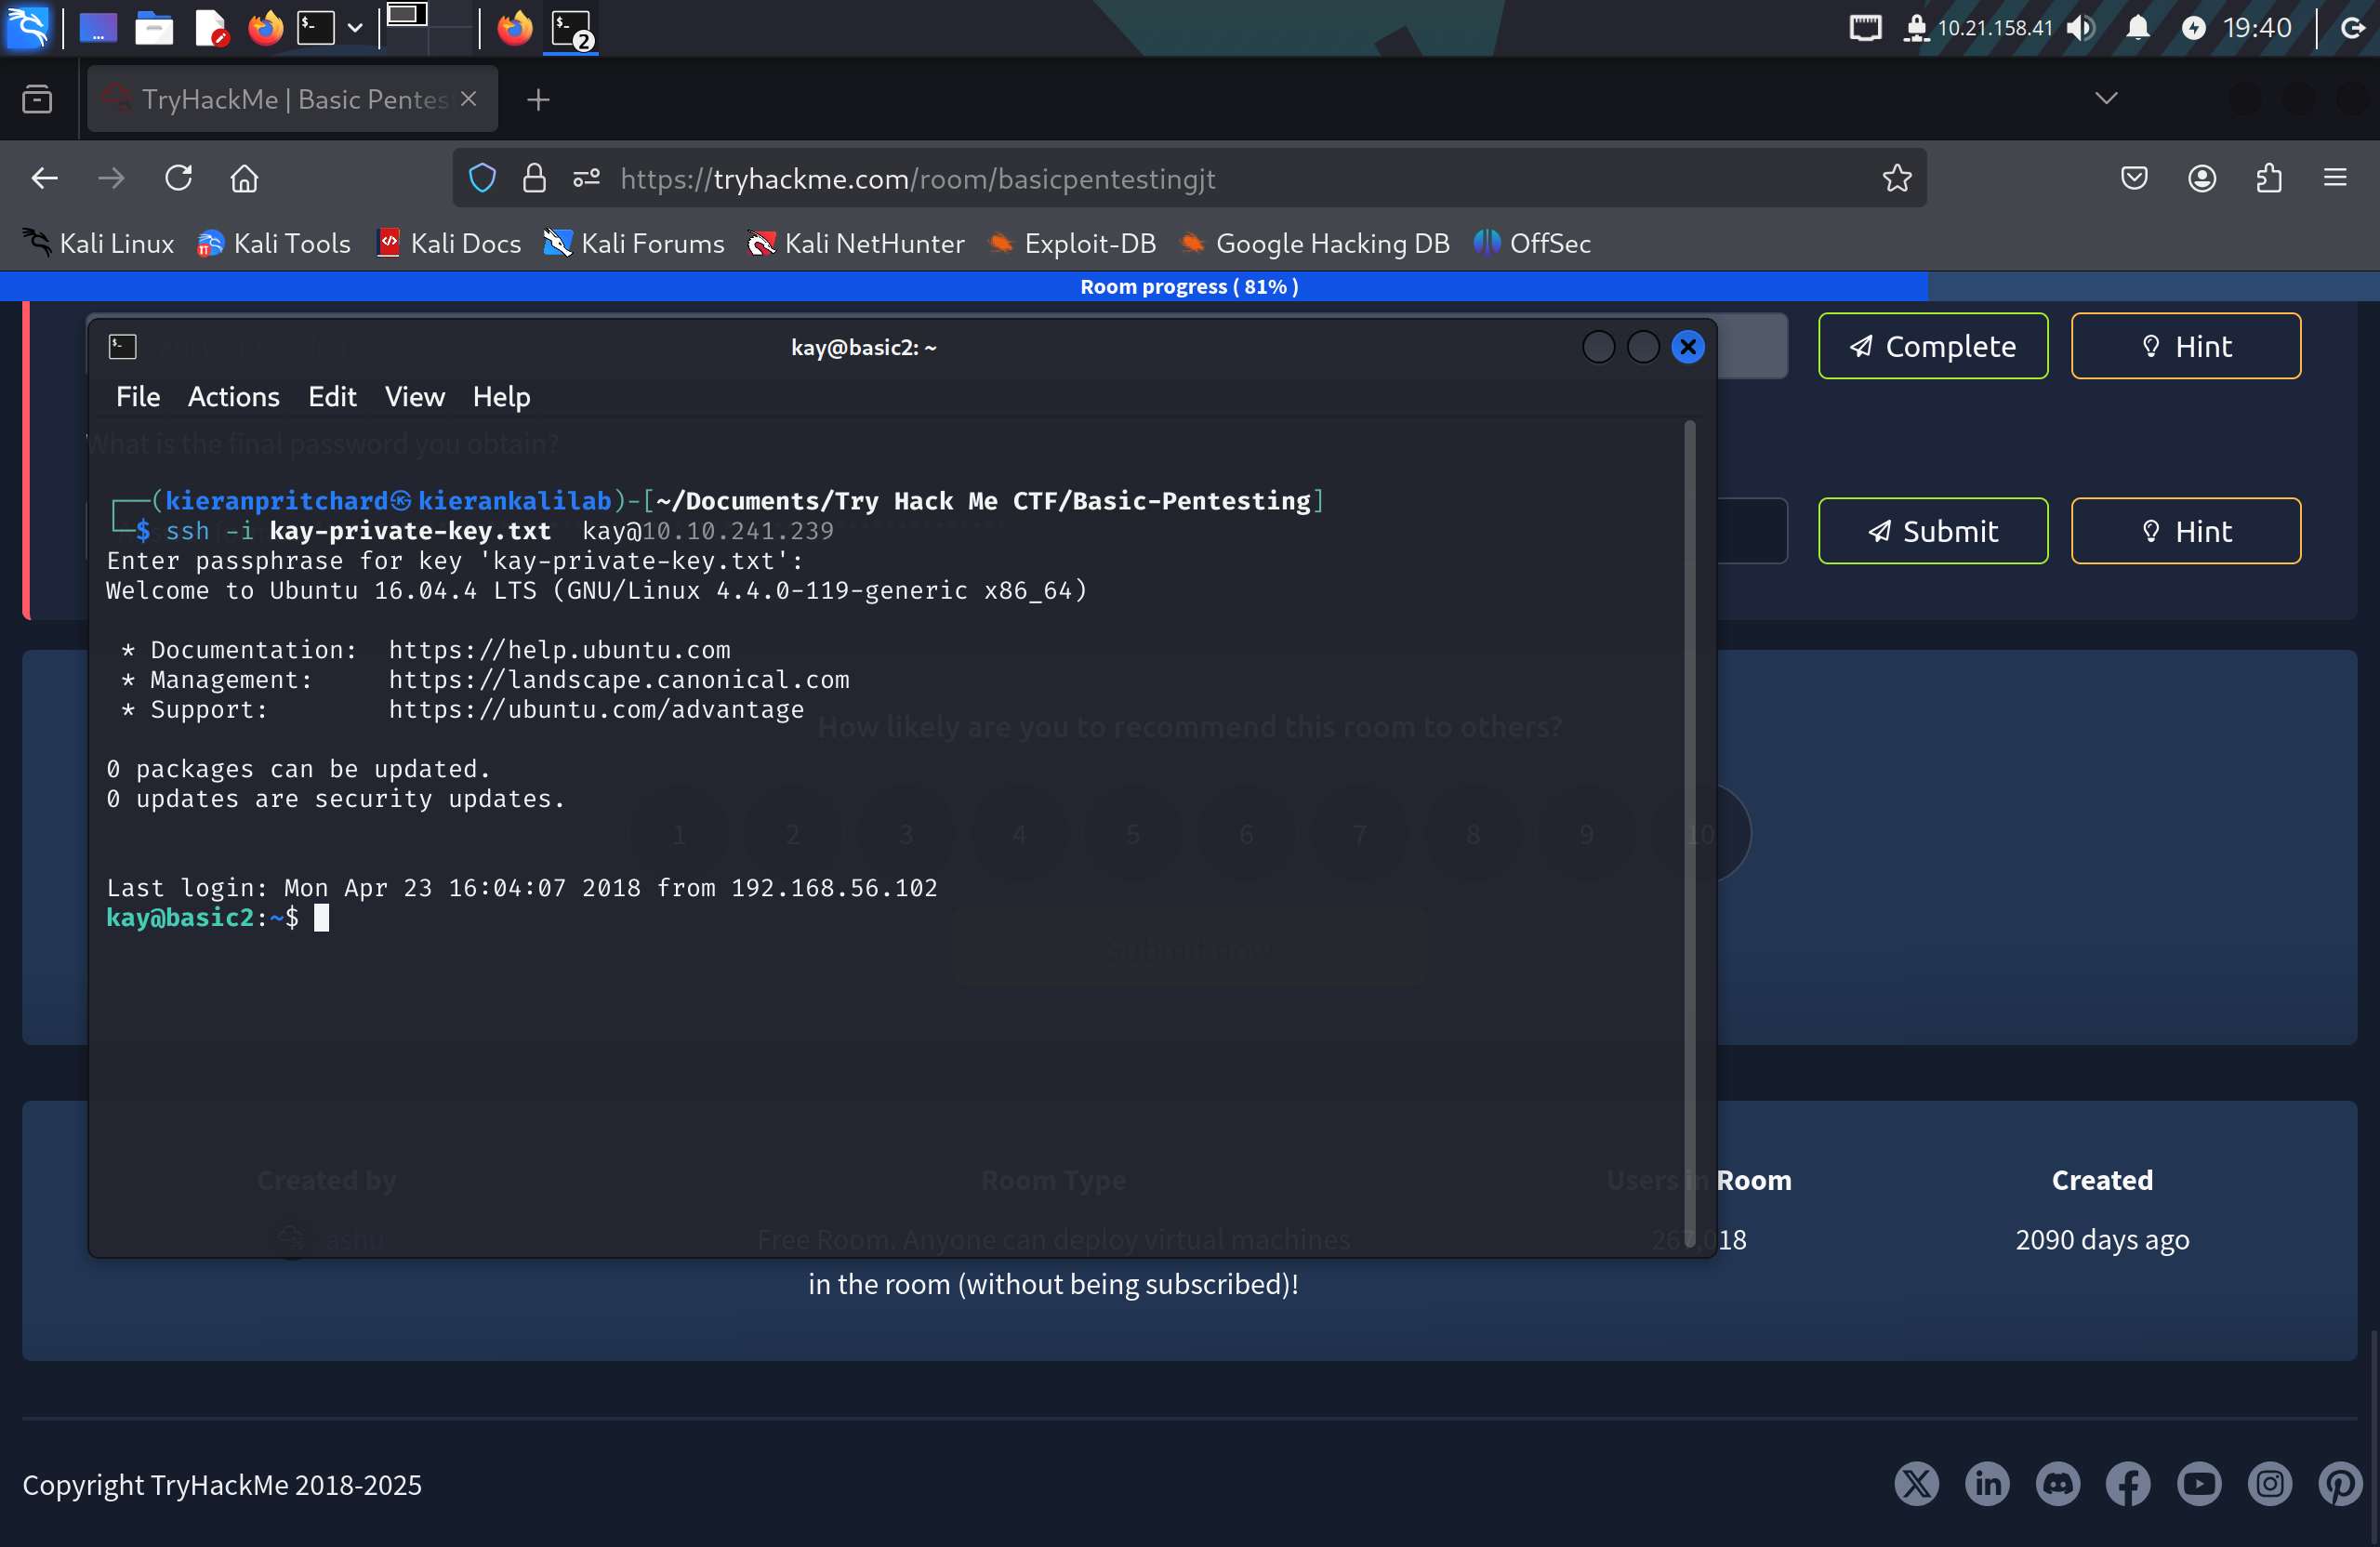 10.21.158.41
19:40
2
TryHackMe | Basic Pentes
https://tryhackme.com/room/basicpentestingjt
Kali Linux
Kali Tools
Kali Docs
Kali Forums
Kali NetHunter
Exploit-DB
Google Hacking DB
OffSec
Room progress ( 81% )
Complete
Hint
kay@basic2: ~
File Actions Edit View Help
What is the final password you obtain?
Submit
Hint
┌──(kieranpritchard㉿kierankalilab)-[~/Documents/Try Hack Me CTF/Basic-Pentesting]
└─$ ssh -i kay-private-key.txt  kay@10.10.241.239
Enter passphrase for key 'kay-private-key.txt':
Welcome to Ubuntu 16.04.4 LTS (GNU/Linux 4.4.0-119-generic x86_64)
* Documentation:  https://help.ubuntu.com
* Management:     https://landscape.canonical.com
* Support:        https://ubuntu.com/advantage
How likely are you to recommend this room to others?
0 packages can be updated.
0 updates are security updates.
1 2 3 4 5 6 7 8 9 10
Last login: Mon Apr 23 16:04:07 2018 from 192.168.56.102
kay@basic2:~$
Submit now
Created by
Room Type
Users in Room
Created
ashu
Free Room. Anyone can deploy virtual machines
in the room (without being subscribed)!
267,018
2090 days ago
Copyright TryHackMe 2018-2025